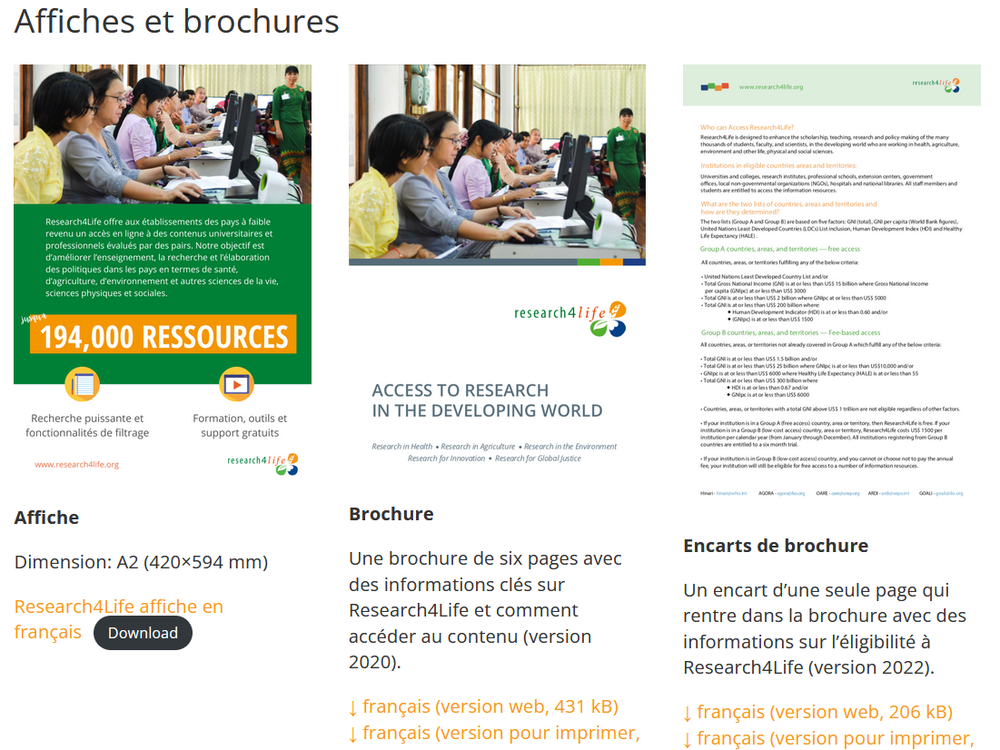 Affiches et brochures
Research4Life offre aux établissements des pays à faible
revenu un accès en ligne à des contenus universitaires et
professionnels évalués par des pairs. Notre objectif est
d'améliorer l'enseignement, la recherche et l'élaboration
des politiques dans les pays en termes de santé,
d'agriculture, d'environnement et autres sciences de la vie,
sciences physiques et sociales.
jusqu'a
194,000 RESSOURCES
Recherche puissante et
fonctionnalités de filtrage
Formation, outils et
support gratuits
www.research4life.org
research4life
Affiche
Dimension: A2 (420×594 mm)
Research4Life affiche en
français Download
research4life
ACCESS TO RESEARCH
IN THE DEVELOPING WORLD
Research in Health • Research in Agriculture • Research in the Environment
Research for Innovation • Research for Global Justice
Brochure
Une brochure de six pages avec
des informations clés sur
Research4Life et comment
accéder au contenu (version
2020).
↓ français (version web, 431 kB)
↓ français (version pour imprimer,
www.research4life.org
research4life
Who can Access Research4Life?
Research4Life is designed to enhance the scholarship, teaching, research and policy-making of the many
thousands of students, faculty, and scientists, in the developing world who are working in health, agriculture,
environment and other life, physical and social sciences.
Institutions in eligible countries areas and territories:
Universities and colleges, research institutes, professional schools, extension centers, government
offices, local non-governmental organizations (NGOs), hospitals and national libraries. All staff members and
students are entitled to access the information resources.
What are the two lists of countries, areas and territories and
how are they determined?
The two lists (Group A and Group B) are based on five factors: GNI (total), GNI per capita (World Bank figures),
United Nations Least Developed Countries (LDCs) List inclusion, Human Development Index (HDI) and Healthy
Life Expectancy (HALE).
Group A countries, areas, and territories — free access
All countries, areas, or territories fulfilling any of the below criteria:
• United Nations Least Developed Country List and/or
• Total Gross National Income (GNI) is at or less than US$ 15 billion where Gross National Income
per capita (GNIpc) at or less than US$ 3000
• Total GNI is at or less than US$ 2 billion where GNIpc at or less than US$ 5000
• Total GNI is at or less than US$ 200 billion where:
◆ Human Development Indicator (HDI) is at or less than 0.60 and/or
◆ (GNIpc) is at or less than US$ 1500
Group B countries, areas, and territories — Fee-based access
All countries, areas, or territories not already covered in Group A which fulfill any of the below criteria:
• Total GNI is at or less than US$ 1.5 billion and/or
• Total GNI is at or less than US$ 25 billion where GNIpc is at or less than US$10,000 and/or
• GNIpc is at or less than US$ 6000 where Healthy Life Expectancy (HALE) is at or less than 55
• Total GNI is at or less than US$ 300 billion where
◆ HDI is at or less than 0.67 and/or
◆ GNIpc is at or less than US$ 6000
• Countries, areas, or territories with a total GNI above US$ 1 trillion are not eligible regardless of other factors.
• If your institution is in a Group A (free access) country, area or territory, then Research4Life is free. If your
institution is in a Group B (low-cost access) country, area or territory, Research4Life costs US$ 1500 per
institution per calendar year (from January through December). All institutions registering from Group B
countries are entitled to a six month trial.
• If your institution is in Group B (low-cost access) country, and you cannot or choose not to pay the annual
fee, your institution will still be eligible for free access to a number of information resources.
Hinari - hinari@who.int AGORA - agora@fao.org OARE - oare@unep.org ARDI - ardi@wipo.int GOALI - goali@ilo.org
Encarts de brochure
Un encart d'une seule page qui
rentre dans la brochure avec des
informations sur l'éligibilité à
Research4Life (version 2022).
↓ français (version web, 206 kB)
↓ français (version pour imprimer,